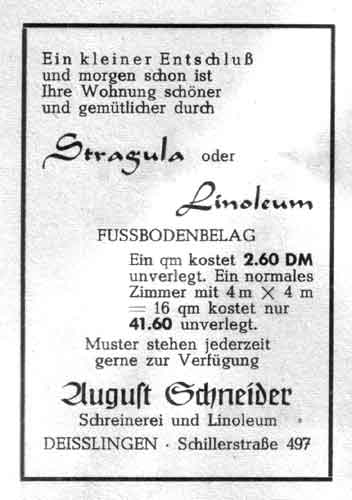 Ein kleiner Entschluß
und morgen schon ist
Ihre Wohnung schöner
und gemütlicher durch
Stragula oder
Linoleum
FUSSBODENBELAG
Ein qm kostet 2.60 DM
unverlegt. Ein normales
Zimmer mit 4 m × 4 m
= 16 qm kostet nur
41.60 unverlegt.
Muster stehen jederzeit
gerne zur Verfügung
August Schneider
Schreinerei und Linoleum
DEISSLINGEN · Schillerstraße 497